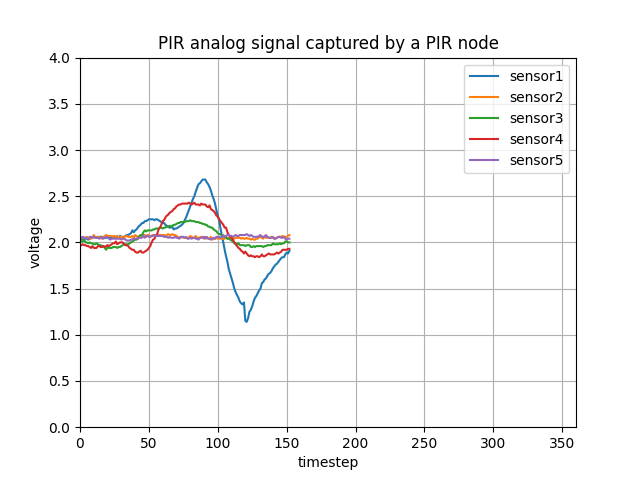 PIR analog signal captured by a PIR node
sensor1
sensor2
sensor3
sensor4
sensor5
voltage
4.0
3.5
3.0
2.5
2.0
1.5
1.0
0.5
0.0
0 50 100 150 200 250 300 350
timestep